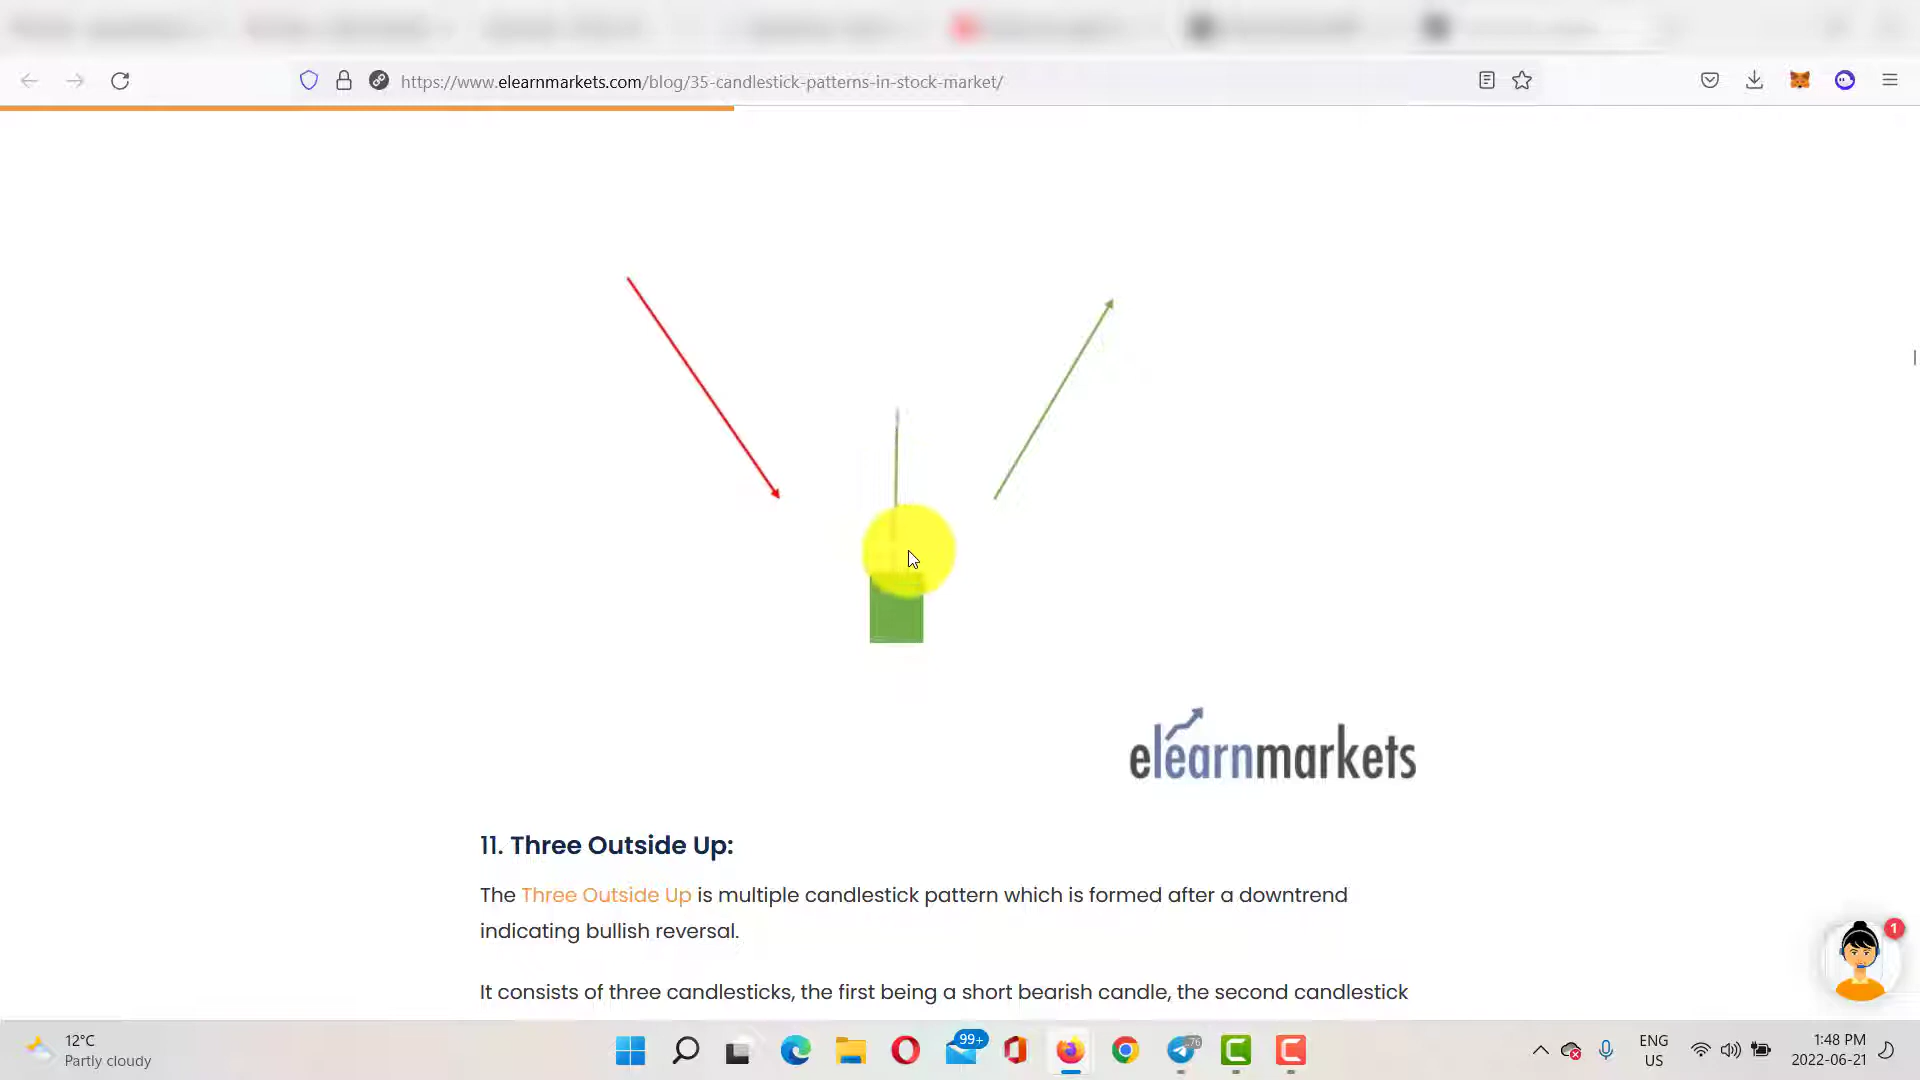 https://www.elearnmarkets.com/blog/35-candlestick-patterns-in-stock-market/
elearnmarkets
11. Three Outside Up:
The Three Outside Up is multiple candlestick pattern which is formed after a downtrend
indicating bullish reversal.
1
It consists of three candlesticks, the first being a short bearish candle, the second candlestick
12°C
Partly cloudy
99+
76
ENG
US
1:48 PM
2022-06-21